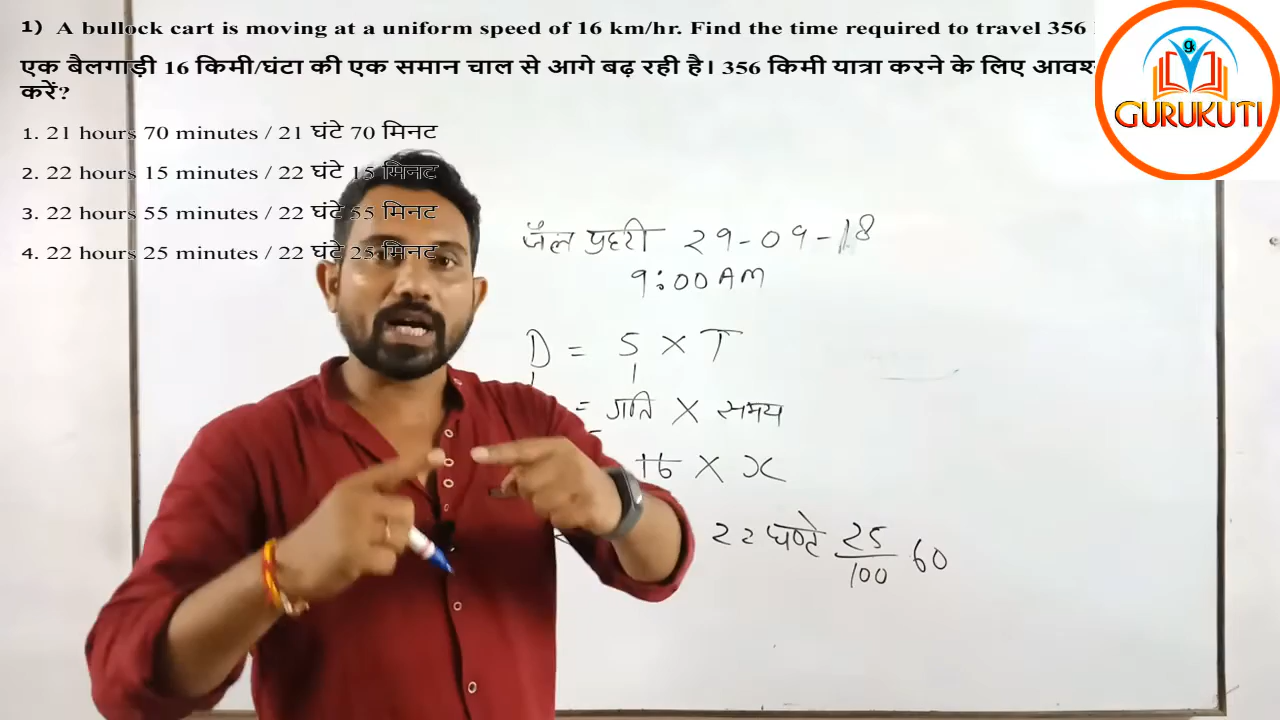 1) A bullock cart is moving at a uniform speed of 16 km/hr. Find the time required to travel 356
एक बैलगाड़ी 16 किमी/घंटा की एक समान चाल से आगे बढ़ रही है। 356 किमी यात्रा करने के लिए
करें?
1. 21 hours 70 minutes / 21 घंटे 70 मिनट
2. 22 hours 15 minutes / 22 घंटे 15 मिनट
3. 22 hours 55 minutes / 22 घंटे 55 मिनट
4. 22 hours 25 minutes / 22 घंटे 25 मिनट
GURUKUTI
जेल प्रहरी 29-09-18
9:00 AM
D = S × T
= गति × समय
16 × x
22 घण्टे 25/100 60